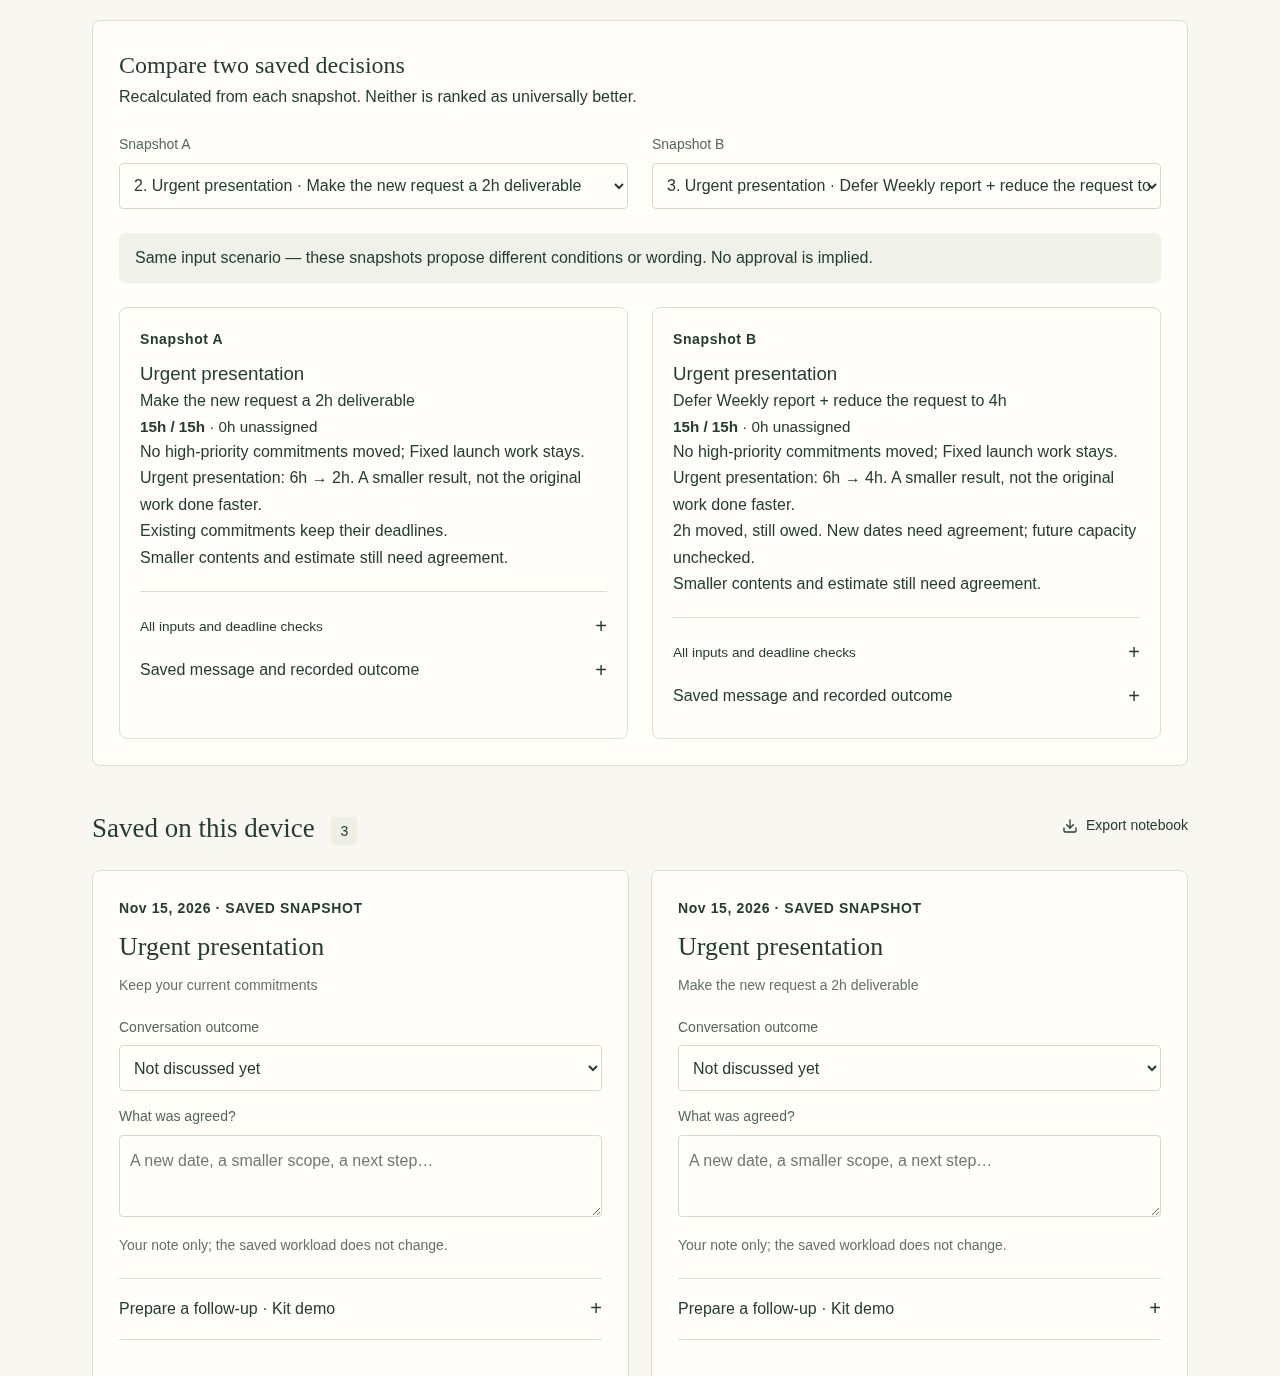 Compare two saved decisions
Recalculated from each snapshot. Neither is ranked as universally better.
Snapshot A
2. Urgent presentation · Make the new request a 2h deliverable
Snapshot B
3. Urgent presentation · Defer Weekly report + reduce the request to
Same input scenario — these snapshots propose different conditions or wording. No approval is implied.
Snapshot A
Urgent presentation
Make the new request a 2h deliverable
15h / 15h · 0h unassigned
No high-priority commitments moved; Fixed launch work stays.
Urgent presentation: 6h → 2h. A smaller result, not the original
work done faster.
Existing commitments keep their deadlines.
Smaller contents and estimate still need agreement.
All inputs and deadline checks +
Saved message and recorded outcome +
Snapshot B
Urgent presentation
Defer Weekly report + reduce the request to 4h
15h / 15h · 0h unassigned
No high-priority commitments moved; Fixed launch work stays.
Urgent presentation: 6h → 4h. A smaller result, not the original
work done faster.
2h moved, still owed. New dates need agreement; future capacity
unchecked.
Smaller contents and estimate still need agreement.
All inputs and deadline checks +
Saved message and recorded outcome +
Saved on this device 3
Export notebook
Nov 15, 2026 · SAVED SNAPSHOT
Urgent presentation
Keep your current commitments
Conversation outcome
Not discussed yet
What was agreed?
A new date, a smaller scope, a next step…
Your note only; the saved workload does not change.
Prepare a follow-up · Kit demo +
Nov 15, 2026 · SAVED SNAPSHOT
Urgent presentation
Make the new request a 2h deliverable
Conversation outcome
Not discussed yet
What was agreed?
A new date, a smaller scope, a next step…
Your note only; the saved workload does not change.
Prepare a follow-up · Kit demo +